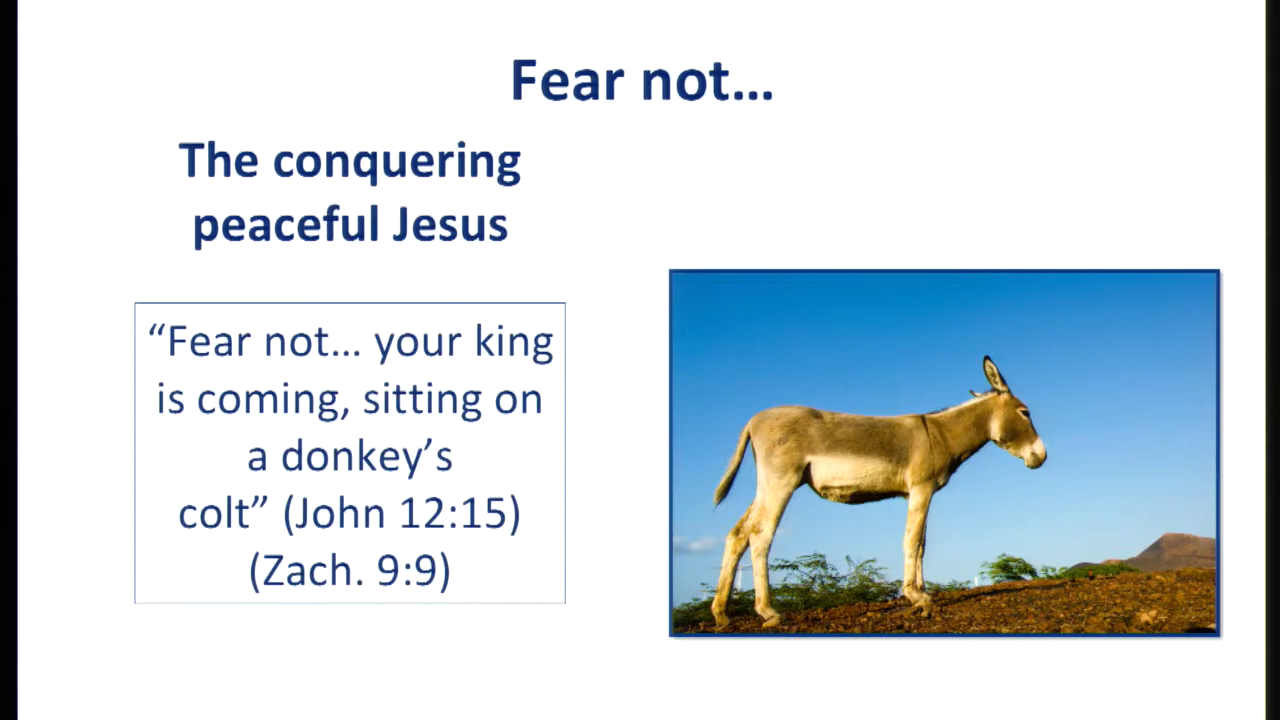 Fear not...
The conquering
peaceful Jesus
“Fear not... your king
is coming, sitting on
a donkey’s
colt” (John 12:15)
(Zach. 9:9)